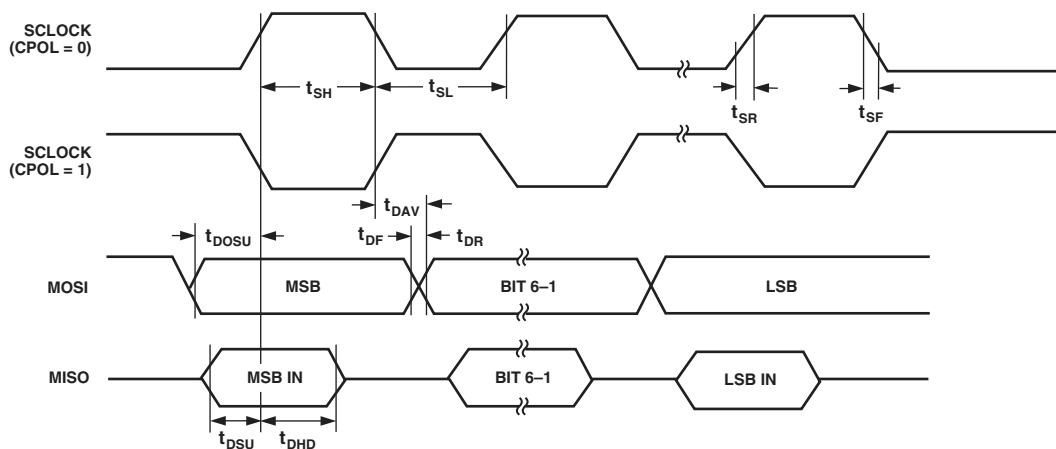 SCLOCK
(CPOL = 0)
tSH
tSL
tSR
tSF
SCLOCK
(CPOL = 1)
tDAV
tDOSU
tDF
tDR
MOSI
MSB
BIT 6–1
LSB
MISO
MSB IN
BIT 6–1
LSB IN
tDSU
tDHD